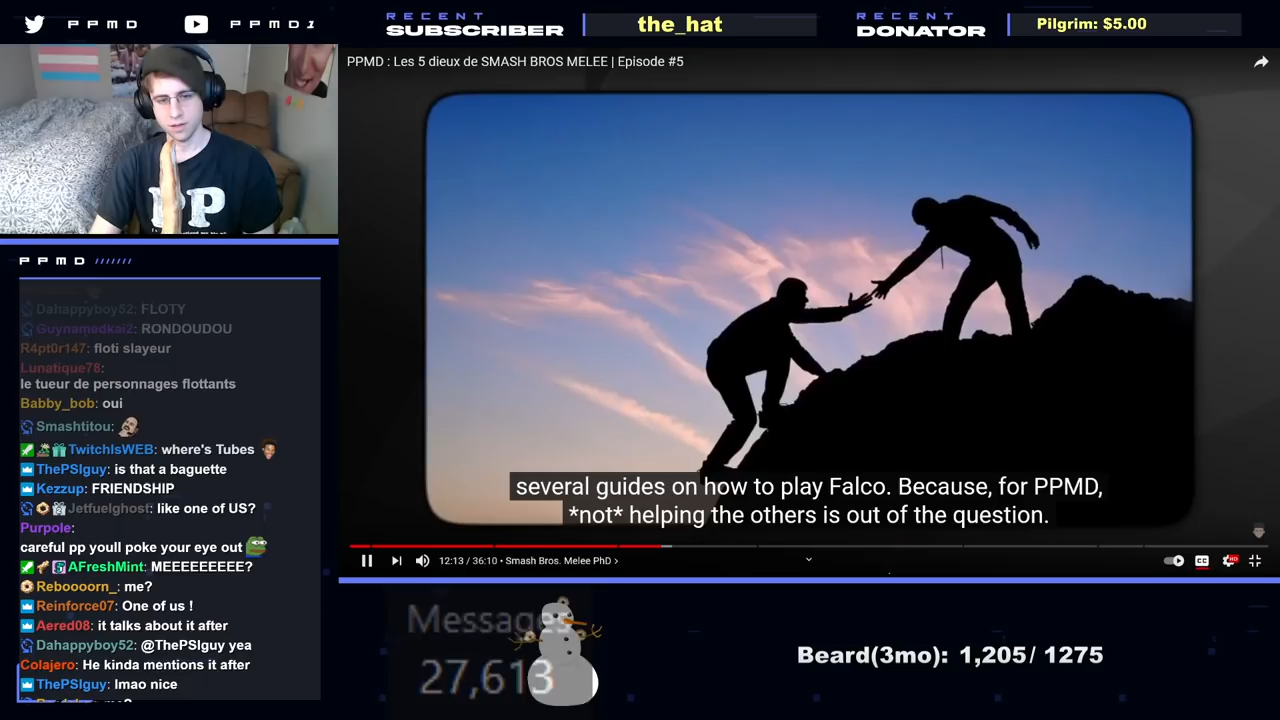 PPMD
PPMD1
RECENT
SUBSCRIBER
the_hat
RECENT
DONATOR
Pilgrim: $5.00
PPMD : Les 5 dieux de SMASH BROS MELEE | Episode #5
PP
PPMD ///////
Dahappyboy52: FLOTY
Guynamedkai2: RONDOUDOU
R4pt0r147: floti slayeur
Lunatique78:
le tueur de personnages flottants
Babby_bob: oui
Smashtitou:
TwitchIsWEB: where's Tubes
ThePSIguy: is that a baguette
Kezzup: FRIENDSHIP
Jetfuelghost: like one of US?
Purpole:
careful pp youll poke your eye out
AFreshMint: MEEEEEEEEE?
Reboooorn_: me?
Reinforce07: One of us !
Aered08: it talks about it after
Dahappyboy52: @ThePSIguy yea
Colajero: He kinda mentions it after
ThePSIguy: lmao nice
several guides on how to play Falco. Because, for PPMD,
*not* helping the others is out of the question.
12:13 / 36:10 • Smash Bros. Melee PhD >
CC
HD
Messages
27,613
Beard(3mo): 1,205/ 1275